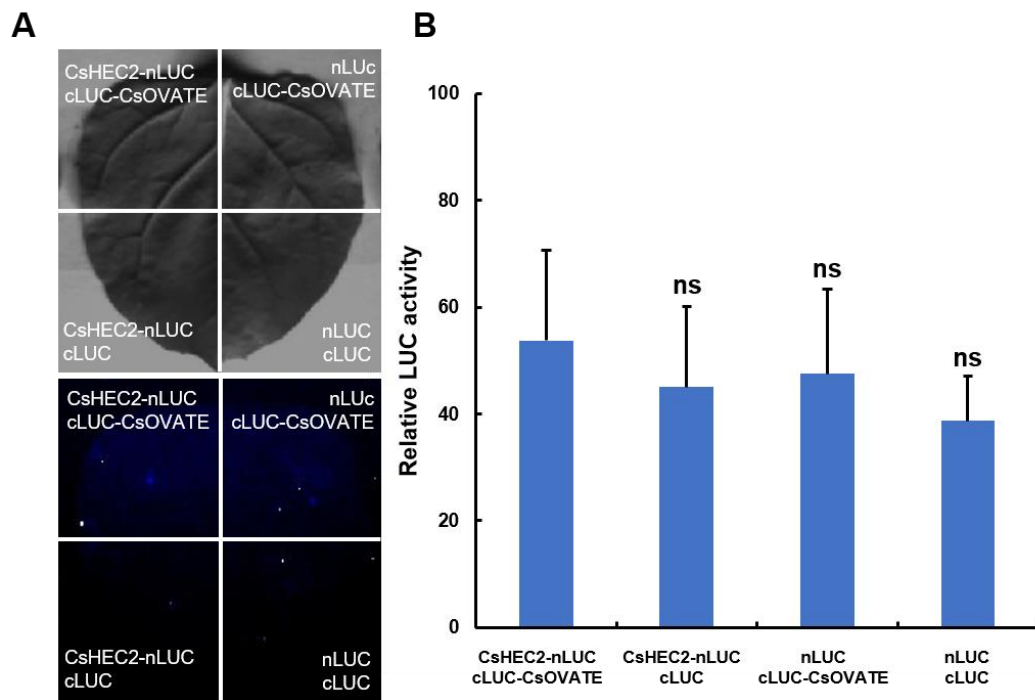 A
CsHEC2-nLUC
cLUC-CsOVATE
nLUc
cLUC-CsOVATE
CsHEC2-nLUC
cLUC
nLUC
cLUC
CsHEC2-nLUC
cLUC-CsOVATE
nLUc
cLUC-CsOVATE
CsHEC2-nLUC
cLUC
nLUC
cLUC
B
Relative LUC activity
100
80
60
40
20
0
ns
ns
ns
CsHEC2-nLUC
cLUC-CsOVATE
CsHEC2-nLUC
cLUC
nLUC
cLUC-CsOVATE
nLUC
cLUC